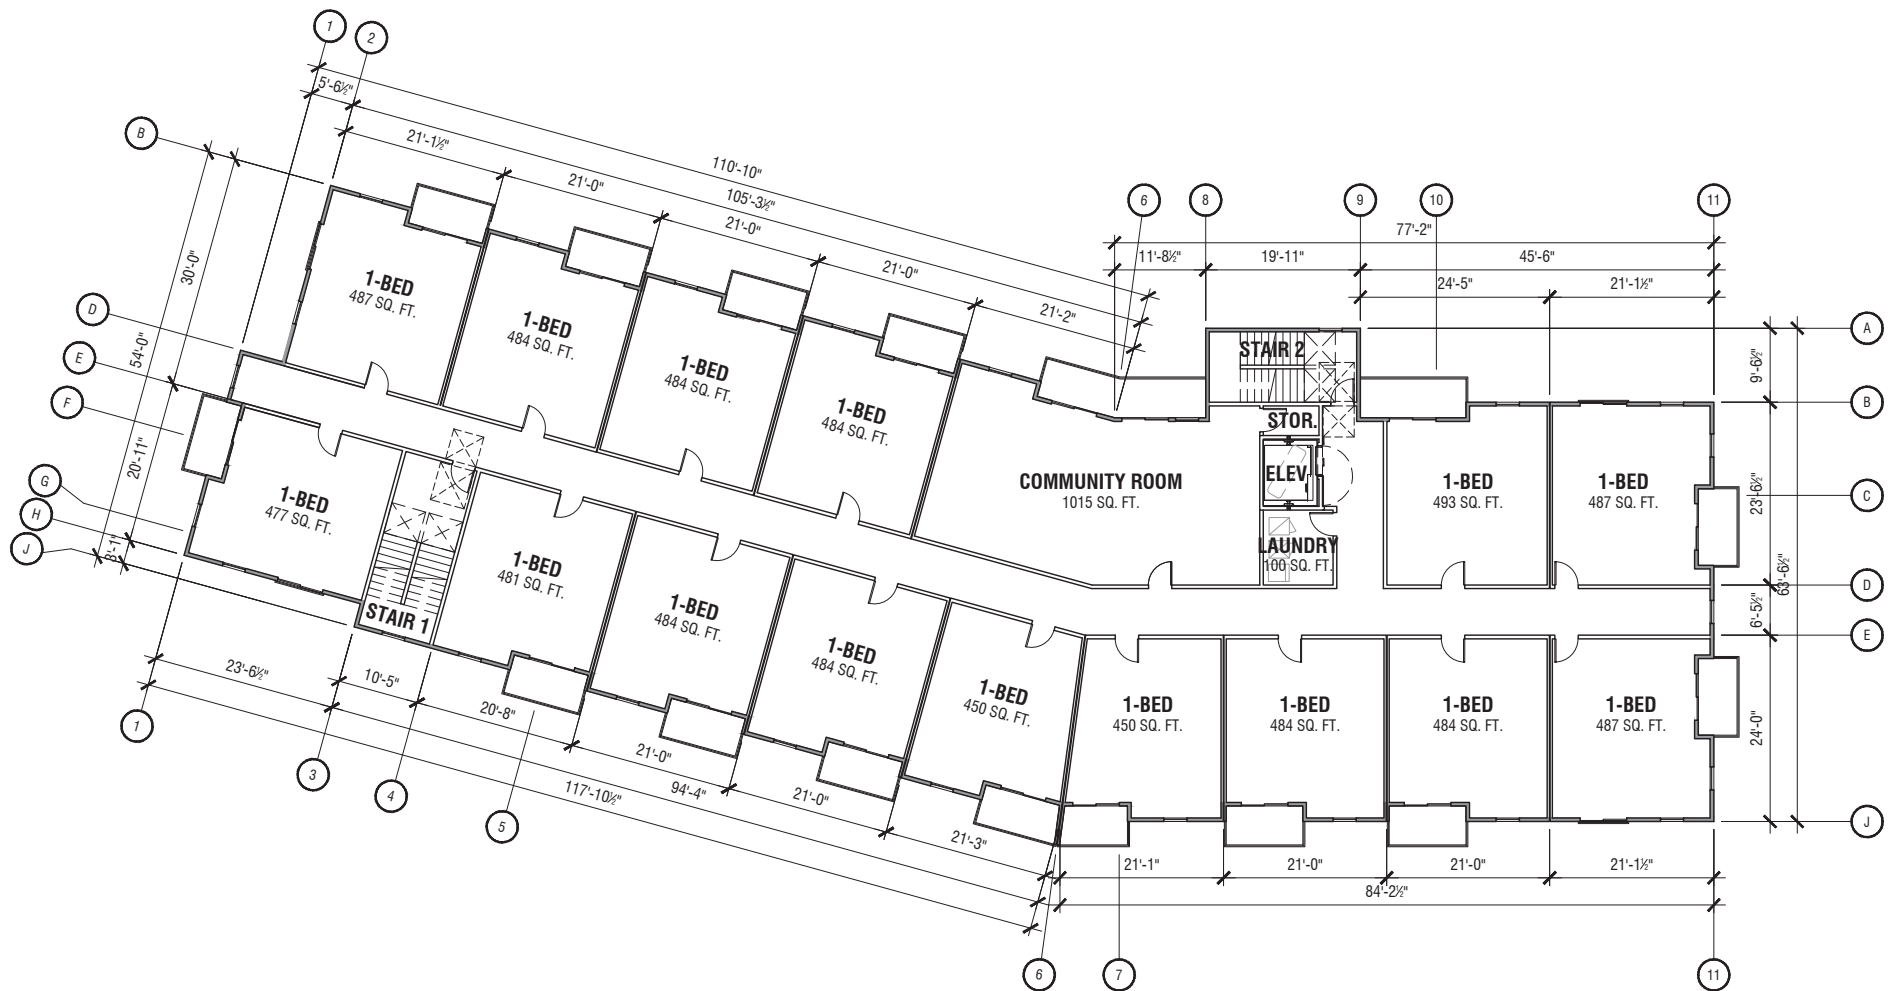 1
2
5'-6½"
B
21'-1½"
110'-10"
21'-0"
105'-3½"
21'-0"
21'-0"
21'-2"
6
8
9
10
11
77'-2"
11'-8½"
19'-11"
45'-6"
24'-5"
21'-1½"
30'-0"
54'-0"
20'-11"
D
E
F
G
H
J
1-BED
487 SQ. FT.
1-BED
484 SQ. FT.
1-BED
484 SQ. FT.
1-BED
484 SQ. FT.
STAIR 2
STOR.
ELEV.
COMMUNITY ROOM
1015 SQ. FT.
LAUNDRY
100 SQ. FT.
1-BED
493 SQ. FT.
1-BED
487 SQ. FT.
A
9'-6½"
B
23'-6½"
C
63'-6½"
D
6'-5½"
E
24'-0"
J
1-BED
477 SQ. FT.
STAIR 1
1-BED
481 SQ. FT.
1-BED
484 SQ. FT.
1-BED
484 SQ. FT.
1-BED
450 SQ. FT.
1-BED
450 SQ. FT.
1-BED
484 SQ. FT.
1-BED
484 SQ. FT.
1-BED
487 SQ. FT.
23'-6½"
10'-5"
20'-8"
21'-0"
94'-4"
117'-10½"
21'-0"
21'-3"
21'-1"
21'-0"
21'-0"
21'-1½"
84'-2½"
1
3
4
5
6
7
11